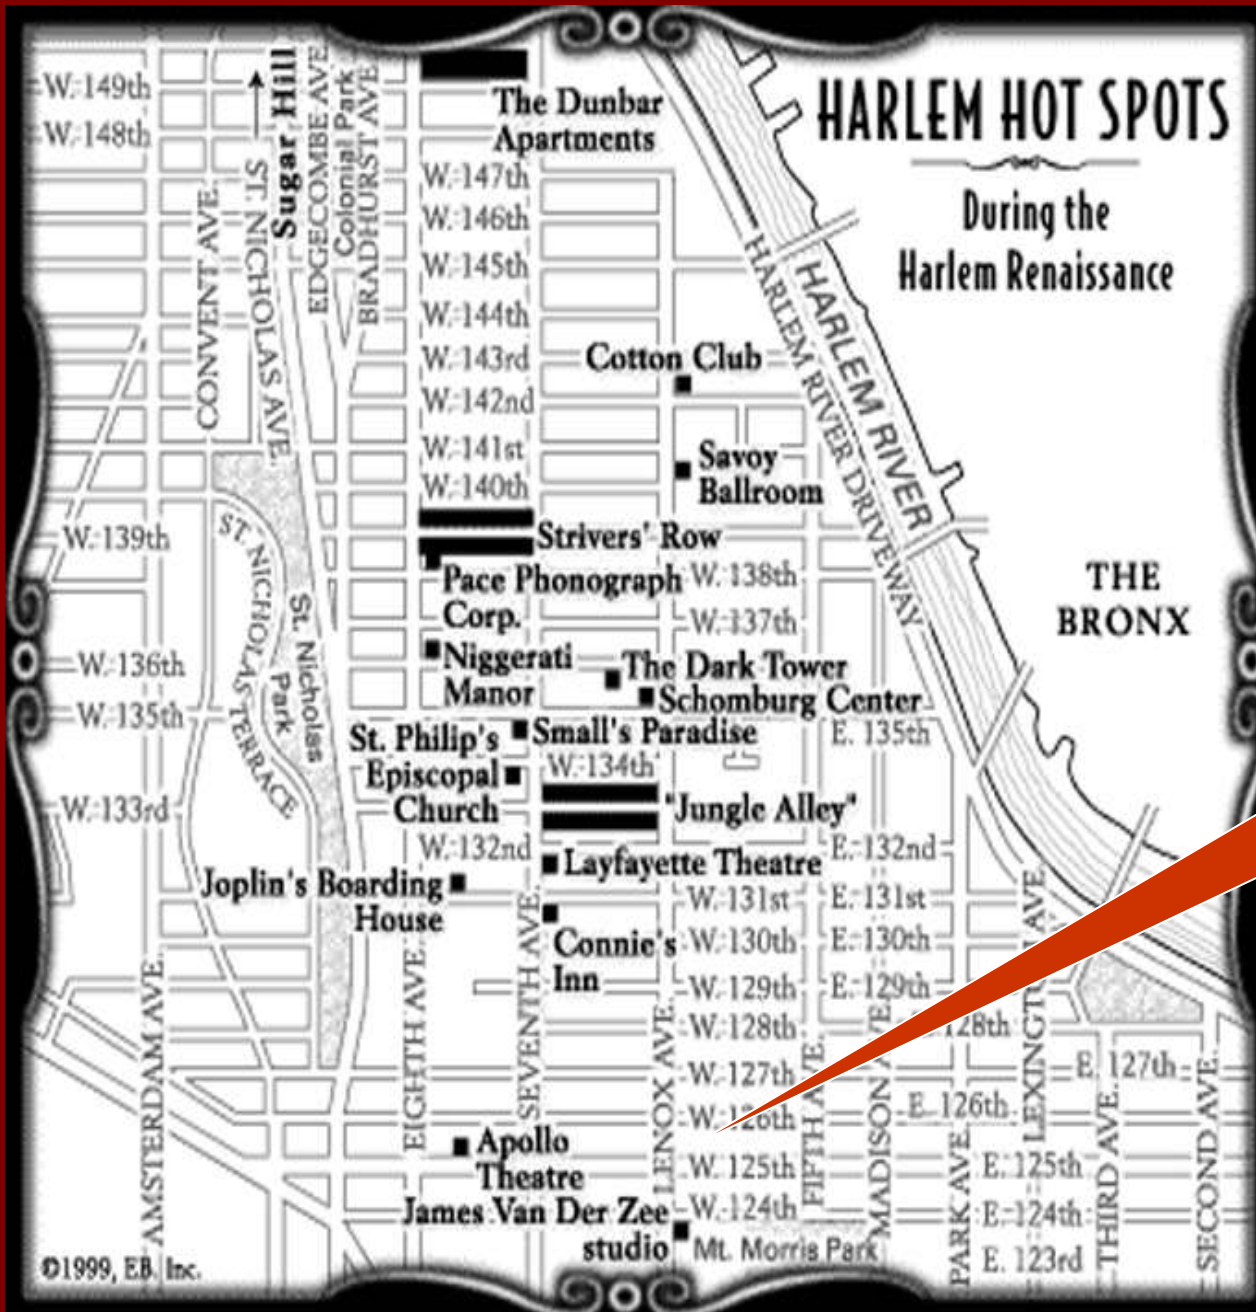 HARLEM HOT SPOTS
During the
Harlem Renaissance
W. 149th
W. 148th
Sugar Hill
ST. NICHOLAS AVE.
EDGECOMBE AVE
Colonial Park
BRADHURST AVE.
CONVENT AVE.
The Dunbar
Apartments
W. 147th
W. 146th
W. 145th
W. 144th
W. 143rd
W. 142nd
W. 141st
W. 140th
HARLEM RIVER
HARLEM RIVER DRIVEWAY
Cotton Club
Savoy
Ballroom
W. 139th
Strivers' Row
Pace Phonograph
Corp.
W. 138th
W. 137th
THE
BRONX
ST. NICHOLAS TERRACE
St. Nicholas
Park
W. 136th
W. 135th
Niggerati
Manor
The Dark Tower
Schomburg Center
St. Philip's
Episcopal
Church
Small's Paradise
E. 135th
W. 134th
W. 133rd
"Jungle Alley"
W. 132nd
Layfayette Theatre
E. 132nd
Joplin's Boarding
House
W. 131st
E. 131st
Connie's
Inn
W. 130th
E. 130th
W. 129th
E. 129th
W. 128th
128th
W. 127th
E. 127th
W. 126th
E. 126th
AMSTERDAM AVE.
EIGHTH AVE.
SEVENTH AVE.
LENOX AVE.
FIFTH AVE.
MADISON AVE.
PARK AVE.
LEXINGTON AVE.
THIRD AVE.
SECOND AVE.
Apollo
Theatre
W. 125th
E. 125th
James Van Der Zee
studio
W. 124th
E. 124th
Mt. Morris Park
E. 123rd
©1999, E.B. Inc.